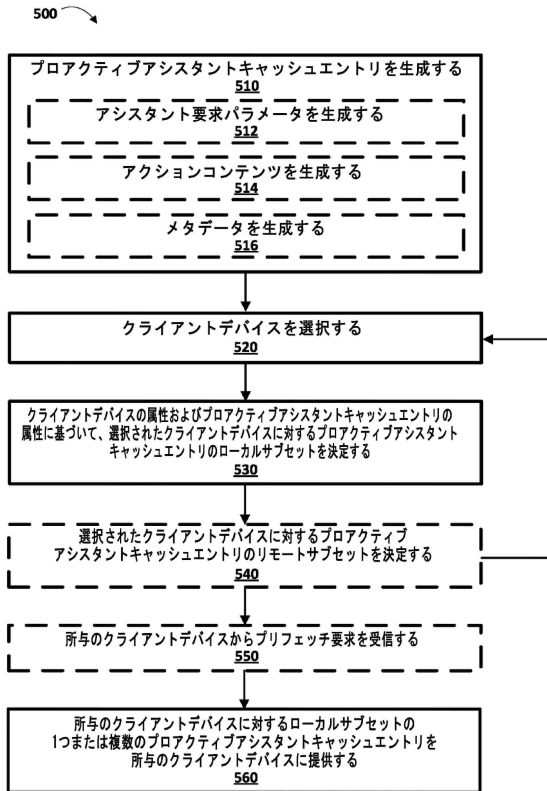 500
プロアクティブアシスタントキャッシュエントリを生成する
510
アシスタント要求パラメータを生成する
512
アクションコンテンツを生成する
514
メタデータを生成する
516
クライアントデバイスを選択する
520
クライアントデバイスの属性およびプロアクティブアシスタントキャッシュエントリの
属性に基づいて、選択されたクライアントデバイスに対するプロアクティブアシスタント
キャッシュエントリのローカルサブセットを決定する
530
選択されたクライアントデバイスに対するプロアクティブ
アシスタントキャッシュエントリのリモートサブセットを決定する
540
所与のクライアントデバイスからプリフェッチ要求を受信する
550
所与のクライアントデバイスに対するローカルサブセットの
1つまたは複数のプロアクティブアシスタントキャッシュエントリを
所与のクライアントデバイスに提供する
560